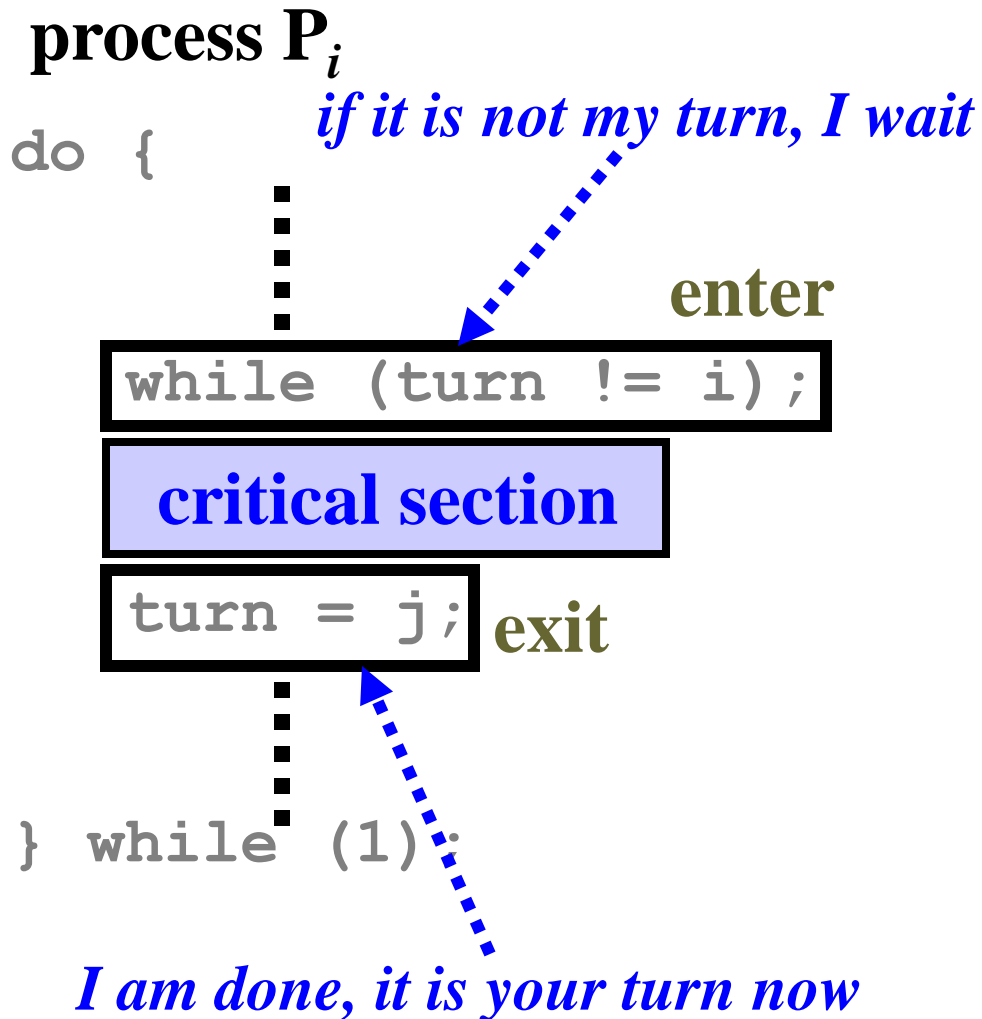 process Pi
if it is not my turn, I wait
do {
enter
while (turn != i);
critical section
turn = j;
exit
} while (1);
I am done, it is your turn now